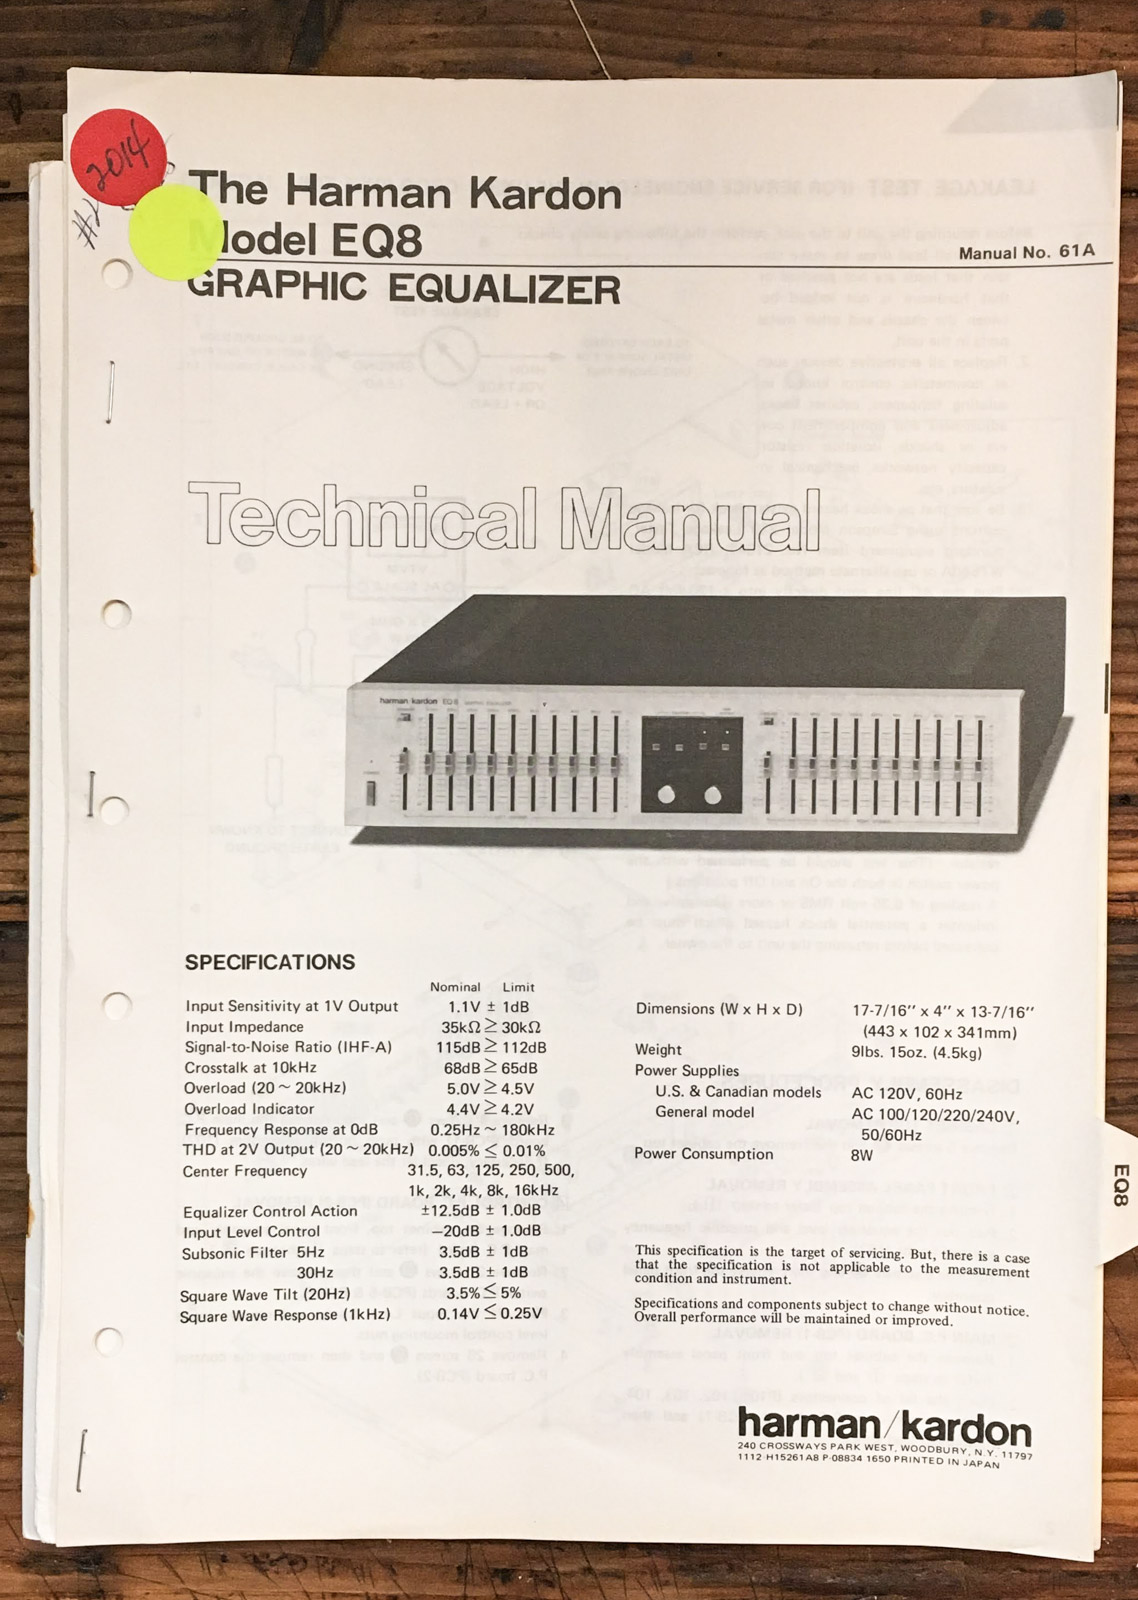 2014
The Harman Kardon
Model EQ8
Manual No. 61A
GRAPHIC EQUALIZER
Technical Manual
harman kardon EQ8
SPECIFICATIONS
Nominal Limit
Input Sensitivity at 1V Output 1.1V ± 1dB
Input Impedance 35kΩ ≥ 30kΩ
Signal-to-Noise Ratio (IHF-A) 115dB ≥ 112dB
Crosstalk at 10kHz 68dB ≥ 65dB
Overload (20 ~ 20kHz) 5.0V ≥ 4.5V
Overload Indicator 4.4V ≥ 4.2V
Frequency Response at 0dB 0.25Hz ~ 180kHz
THD at 2V Output (20 ~ 20kHz) 0.005% ≤ 0.01%
Center Frequency 31.5, 63, 125, 250, 500,
1k, 2k, 4k, 8k, 16kHz
Equalizer Control Action ±12.5dB ± 1.0dB
Input Level Control −20dB ± 1.0dB
Subsonic Filter 5Hz 3.5dB ± 1dB
30Hz 3.5dB ± 1dB
Square Wave Tilt (20Hz) 3.5% ≤ 5%
Square Wave Response (1kHz) 0.14V ≤ 0.25V
Dimensions (W x H x D) 17-7/16" x 4" x 13-7/16"
(443 x 102 x 341mm)
Weight 9lbs. 15oz. (4.5kg)
Power Supplies
U.S. & Canadian models AC 120V, 60Hz
General model AC 100/120/220/240V,
50/60Hz
Power Consumption 8W
This specification is the target of servicing. But, there is a case
that the specification is not applicable to the measurement
condition and instrument.
Specifications and components subject to change without notice.
Overall performance will be maintained or improved.
EQ8
harman/kardon
240 CROSSWAYS PARK WEST, WOODBURY, N.Y. 11797
1112-H15261A8 P-08834 1650 PRINTED IN JAPAN